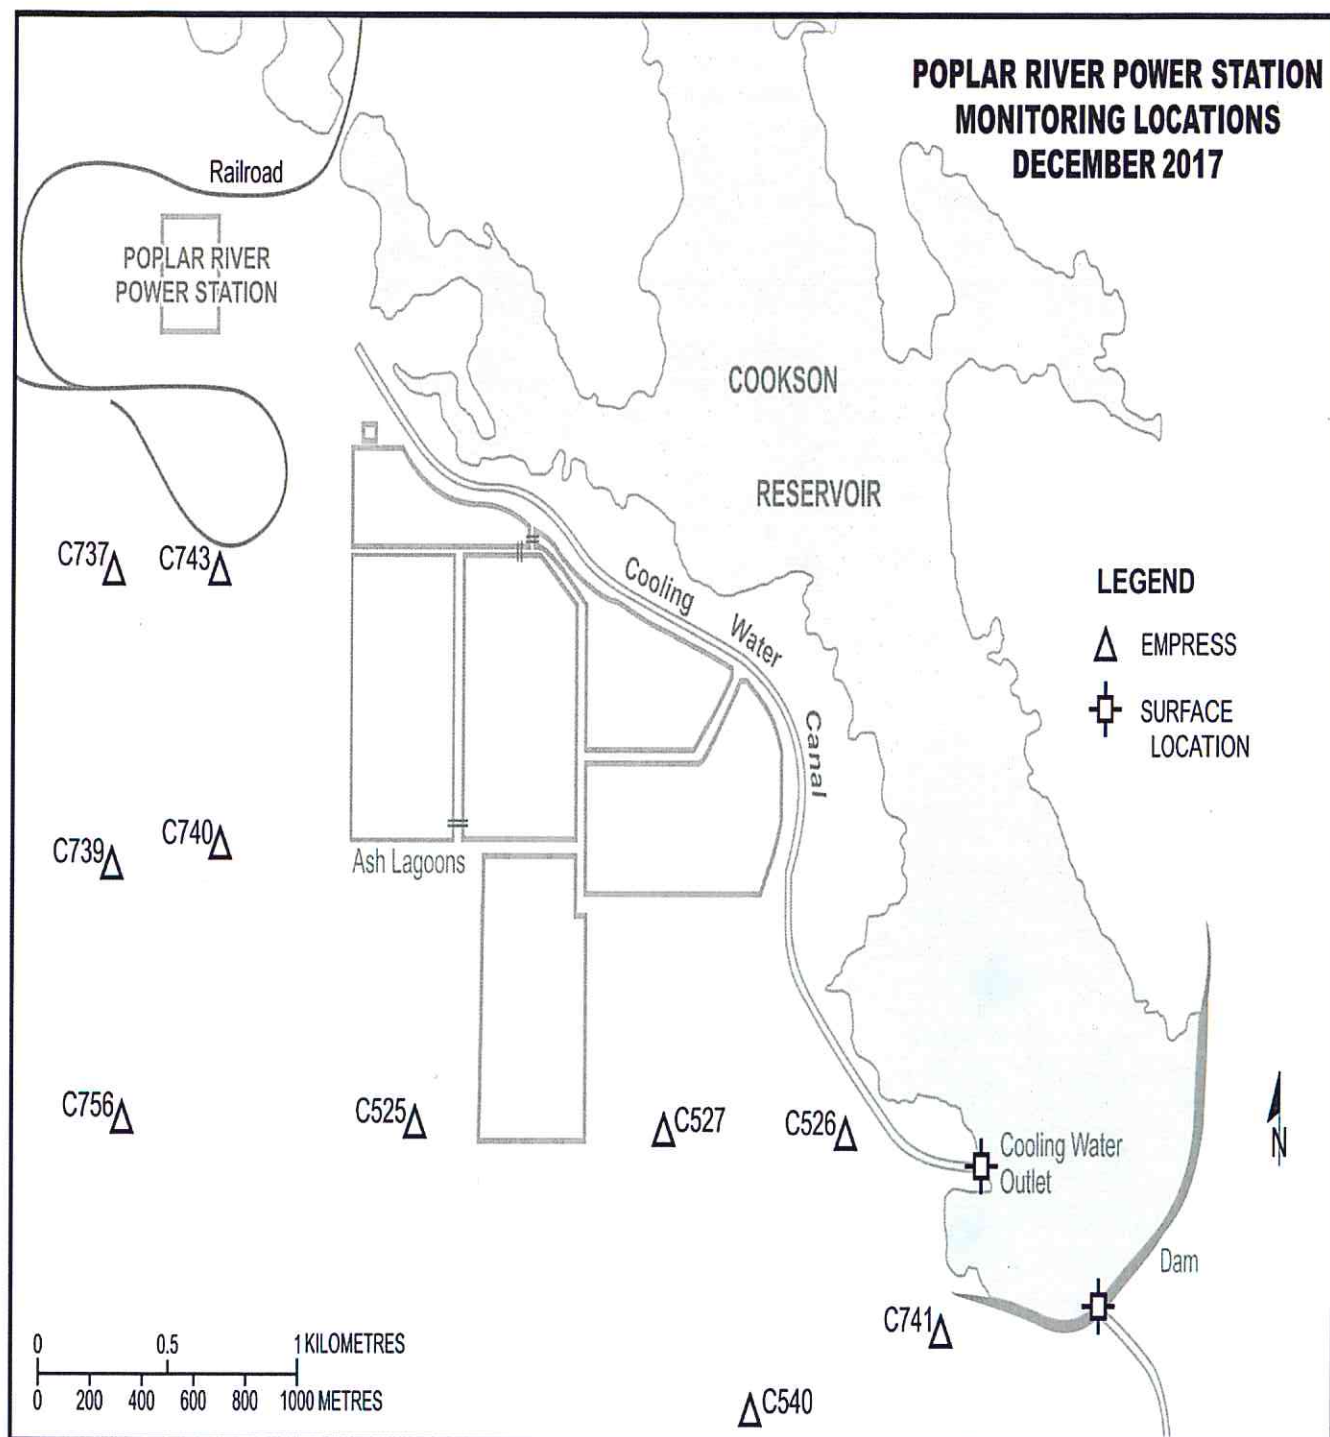 POPLAR RIVER POWER STATION
MONITORING LOCATIONS
DECEMBER 2017
Railroad
POPLAR RIVER
POWER STATION
COOKSON
RESERVOIR
C737
C743
Cooling
Water
Canal
LEGEND
EMPRESS
SURFACE
LOCATION
C739
C740
Ash Lagoons
C756
C525
C527
C526
Cooling Water
Outlet
N
Dam
C741
C540
0 0.5 1 KILOMETRES
0 200 400 600 800 1000 METRES